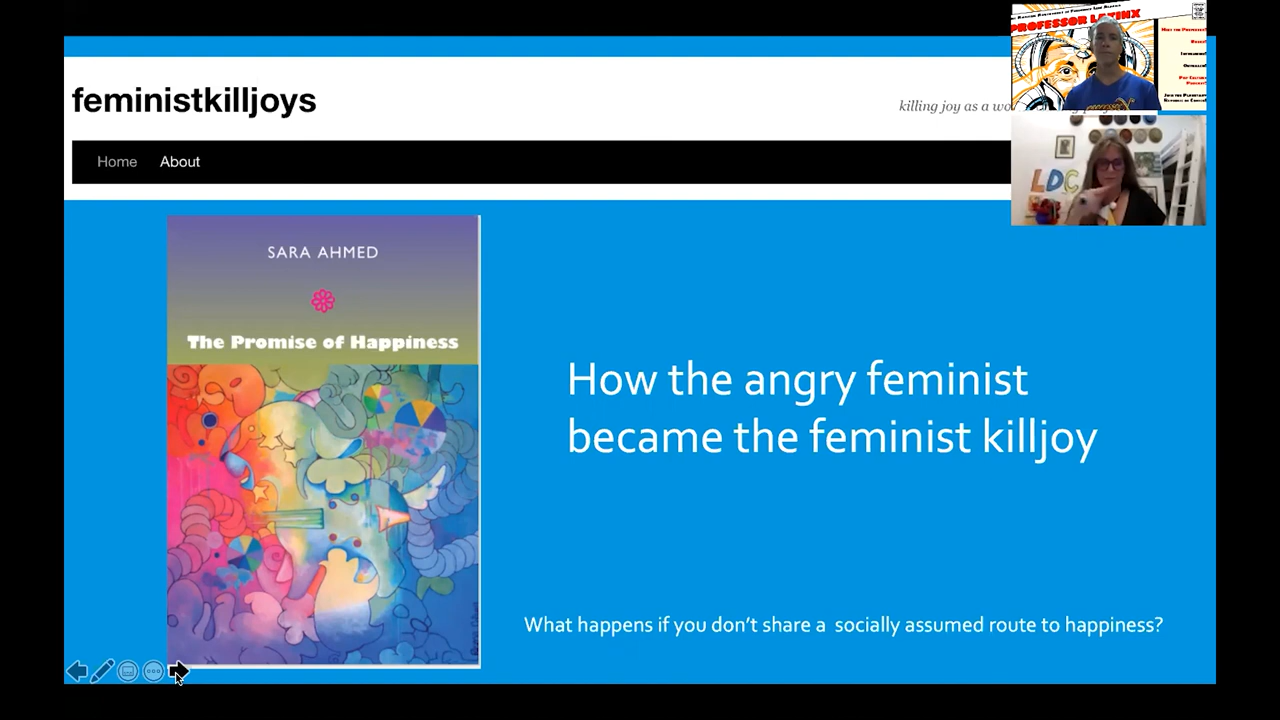 feministkilljoys
killing joy as a
Home About
SARA AHMED
The Promise of Happiness
How the angry feminist
became the feminist killjoy
What happens if you don't share a socially assumed route to happiness?
PROFESSOR LATINX
LDC